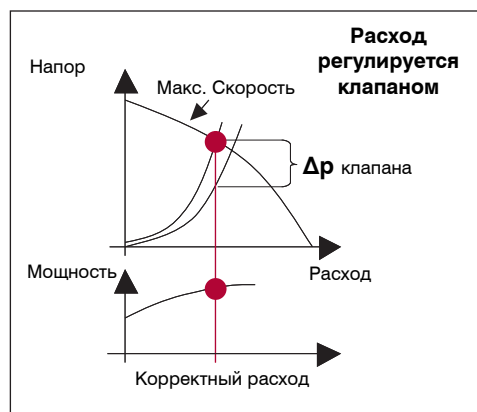 Расход
регулируется
клапаном
Напор
Макс. Скорость
Δp клапана
Мощность
Расход
Корректный расход